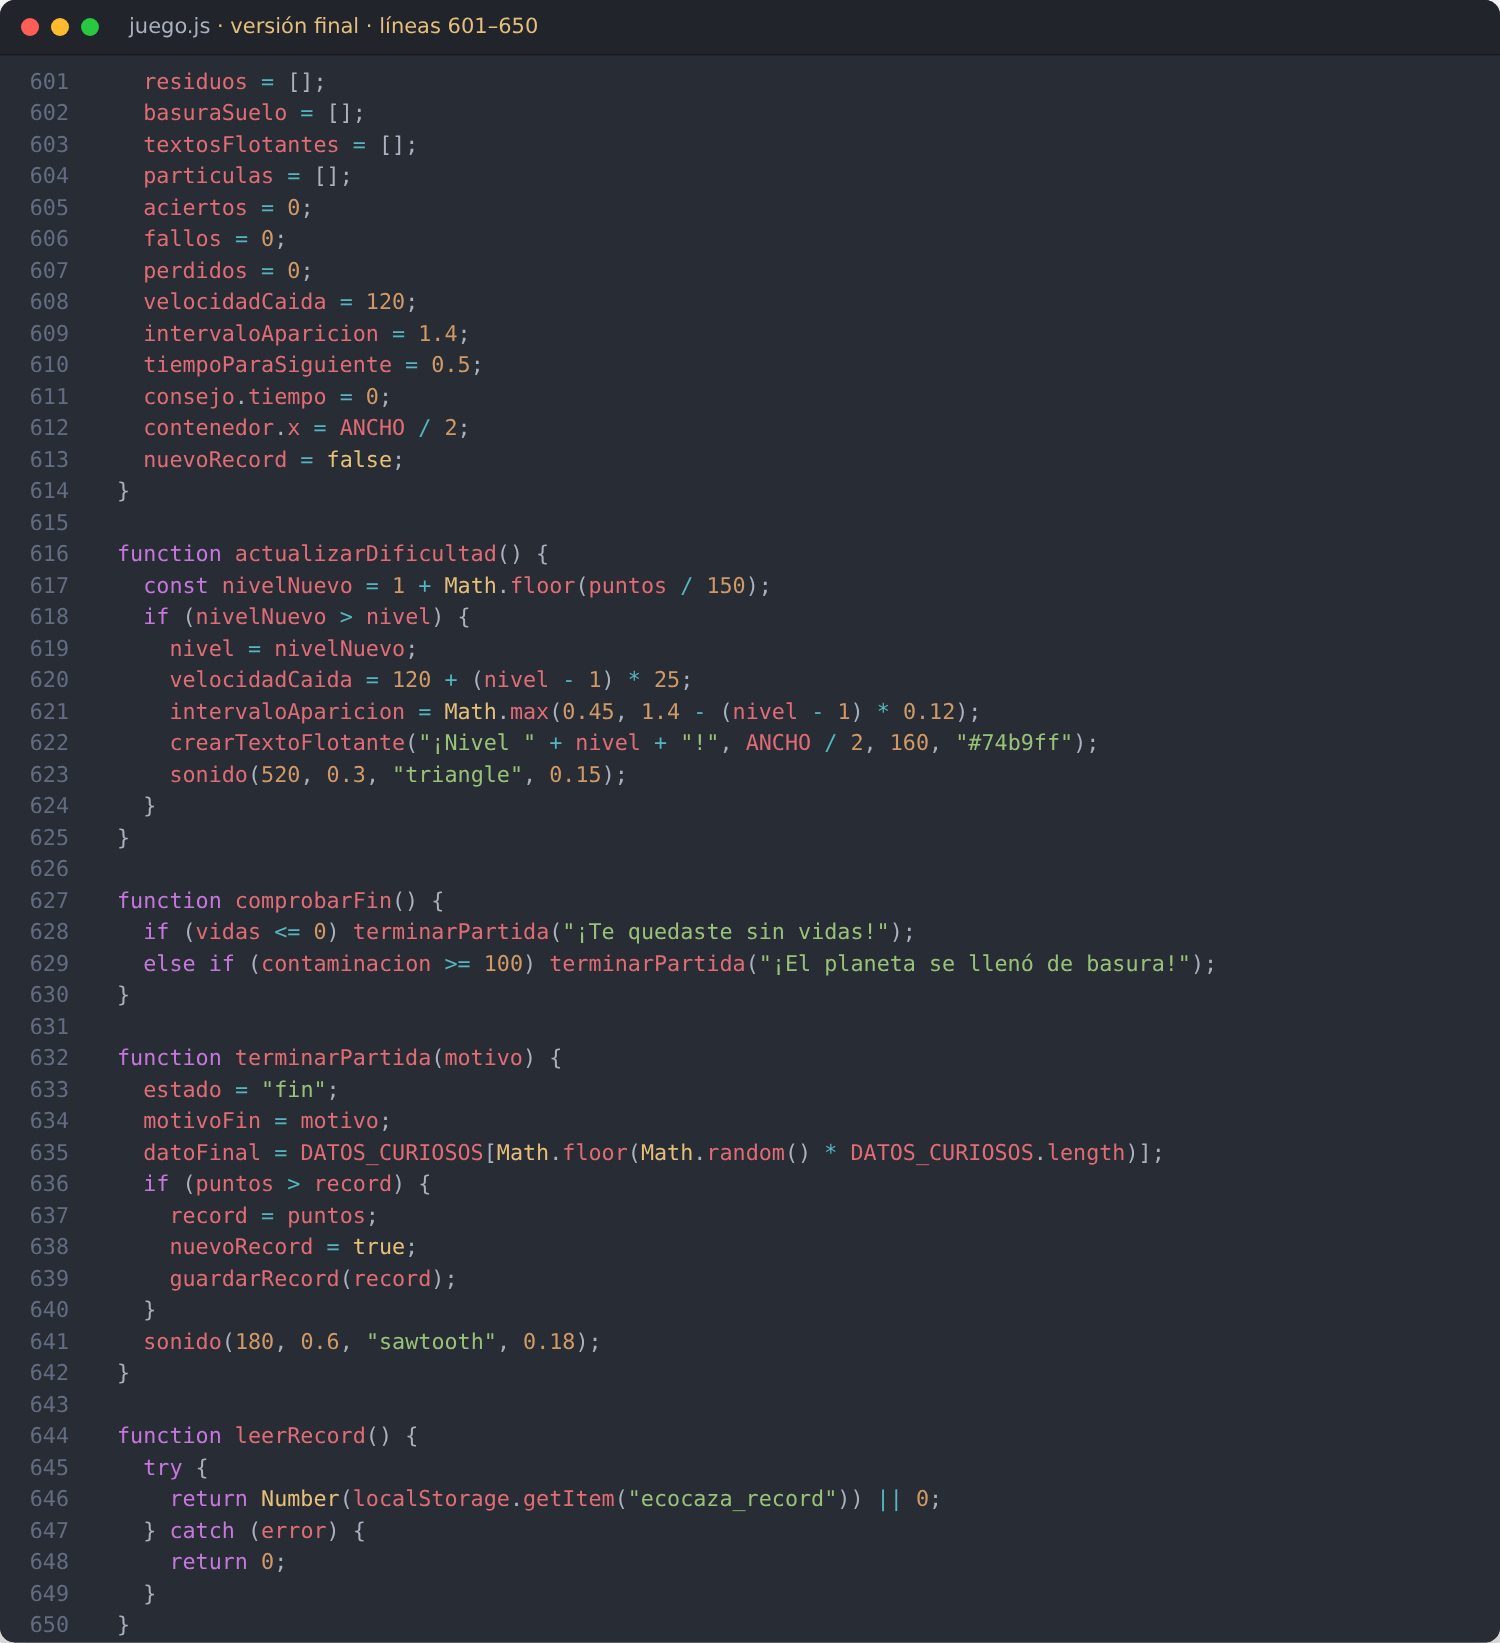 juego.js · versión final · líneas 601–650
601 residuos = [];
602 basuraSuelo = [];
603 textosFlotantes = [];
604 particulas = [];
605 aciertos = 0;
606 fallos = 0;
607 perdidos = 0;
608 velocidadCaida = 120;
609 intervaloAparicion = 1.4;
610 tiempoParaSiguiente = 0.5;
611 consejo.tiempo = 0;
612 contenedor.x = ANCHO / 2;
613 nuevoRecord = false;
614 }
615
616 function actualizarDificultad() {
617 const nivelNuevo = 1 + Math.floor(puntos / 150);
618 if (nivelNuevo > nivel) {
619 nivel = nivelNuevo;
620 velocidadCaida = 120 + (nivel - 1) * 25;
621 intervaloAparicion = Math.max(0.45, 1.4 - (nivel - 1) * 0.12);
622 crearTextoFlotante("¡Nivel " + nivel + "!", ANCHO / 2, 160, "#74b9ff");
623 sonido(520, 0.3, "triangle", 0.15);
624 }
625 }
626
627 function comprobarFin() {
628 if (vidas <= 0) terminarPartida("¡Te quedaste sin vidas!");
629 else if (contaminacion >= 100) terminarPartida("¡El planeta se llenó de basura!");
630 }
631
632 function terminarPartida(motivo) {
633 estado = "fin";
634 motivoFin = motivo;
635 datoFinal = DATOS_CURIOSOS[Math.floor(Math.random() * DATOS_CURIOSOS.length)];
636 if (puntos > record) {
637 record = puntos;
638 nuevoRecord = true;
639 guardarRecord(record);
640 }
641 sonido(180, 0.6, "sawtooth", 0.18);
642 }
643
644 function leerRecord() {
645 try {
646 return Number(localStorage.getItem("ecocaza_record")) || 0;
647 } catch (error) {
648 return 0;
649 }
650 }